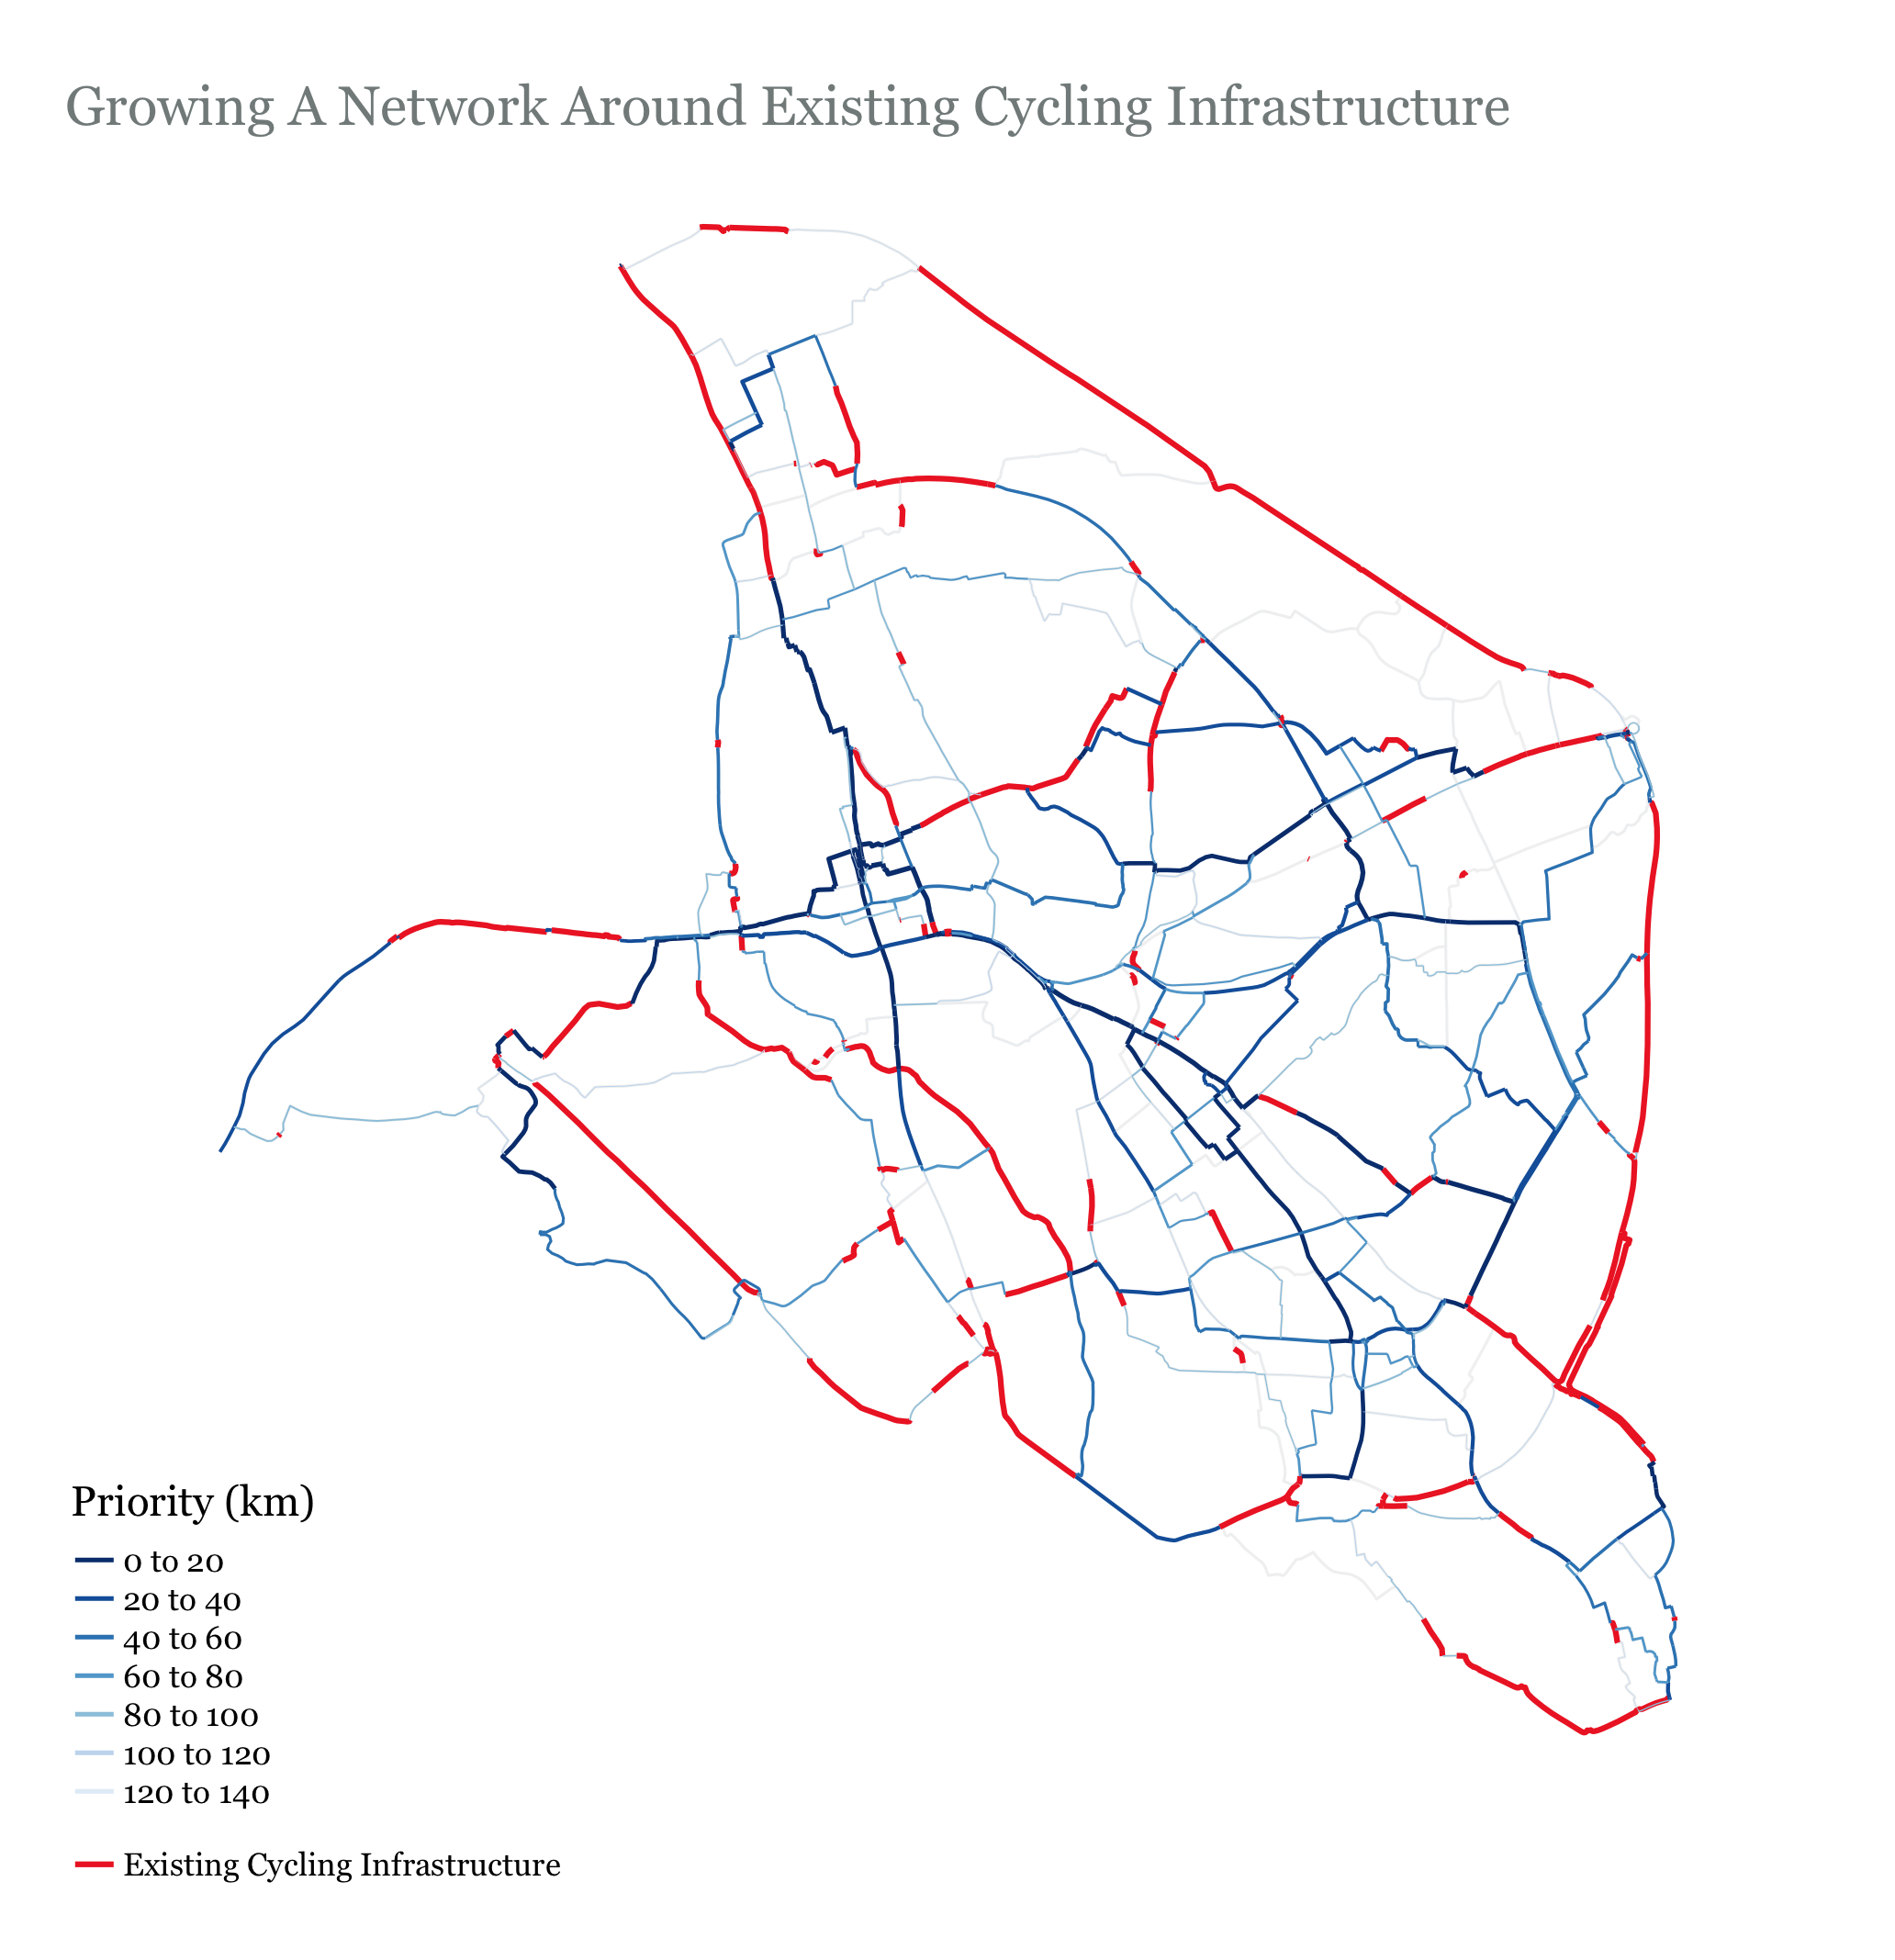 Growing A Network Around Existing Cycling Infrastructure
Priority (km)
0 to 20
20 to 40
40 to 60
60 to 80
80 to 100
100 to 120
120 to 140
Existing Cycling Infrastructure